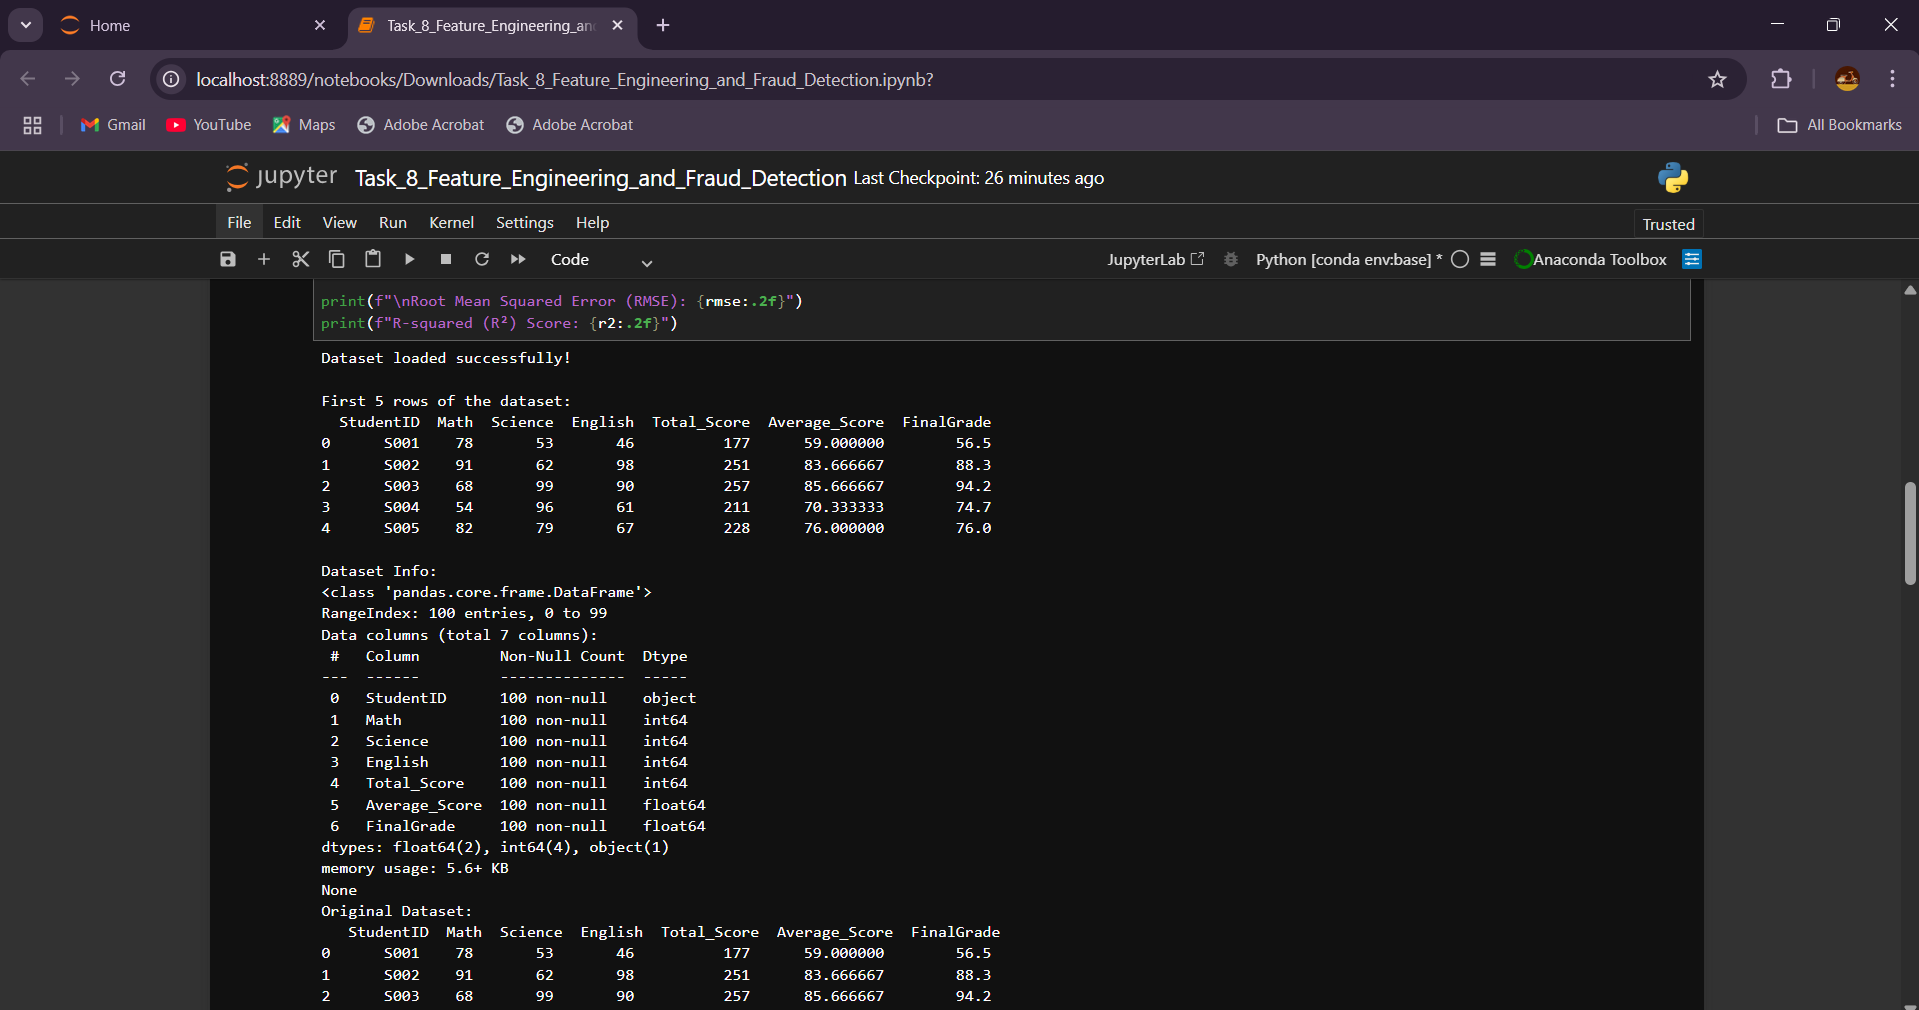 Home
Task_8_Feature_Engineering_an
localhost:8889/notebooks/Downloads/Task_8_Feature_Engineering_and_Fraud_Detection.ipynb?
Gmail YouTube Maps Adobe Acrobat Adobe Acrobat All Bookmarks
jupyter Task_8_Feature_Engineering_and_Fraud_Detection Last Checkpoint: 26 minutes ago
File Edit View Run Kernel Settings Help Trusted
Code JupyterLab Python [conda env:base] * Anaconda Toolbox
print(f"\nRoot Mean Squared Error (RMSE): {rmse:.2f}")
print(f"R-squared (R²) Score: {r2:.2f}")
Dataset loaded successfully!
First 5 rows of the dataset:
StudentID Math Science English Total_Score Average_Score FinalGrade
0 S001 78 53 46 177 59.000000 56.5
1 S002 91 62 98 251 83.666667 88.3
2 S003 68 99 90 257 85.666667 94.2
3 S004 54 96 61 211 70.333333 74.7
4 S005 82 79 67 228 76.000000 76.0
Dataset Info:
<class 'pandas.core.frame.DataFrame'>
RangeIndex: 100 entries, 0 to 99
Data columns (total 7 columns):
# Column Non-Null Count Dtype
--- ------ -------------- -----
0 StudentID 100 non-null object
1 Math 100 non-null int64
2 Science 100 non-null int64
3 English 100 non-null int64
4 Total_Score 100 non-null int64
5 Average_Score 100 non-null float64
6 FinalGrade 100 non-null float64
dtypes: float64(2), int64(4), object(1)
memory usage: 5.6+ KB
None
Original Dataset:
StudentID Math Science English Total_Score Average_Score FinalGrade
0 S001 78 53 46 177 59.000000 56.5
1 S002 91 62 98 251 83.666667 88.3
2 S003 68 99 90 257 85.666667 94.2